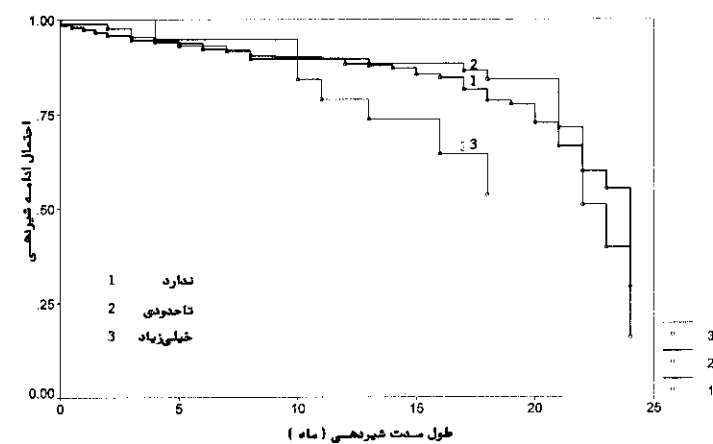 1.00
.75
.50
.25
0.00
احتمال ادامه شیردهی
ندارد 1
تاحدودی 2
خیلی‌زیاد 3
2
1
3
0 5 10 15 20 25
طول مدت شیردهی ( ماه )
3
2
1